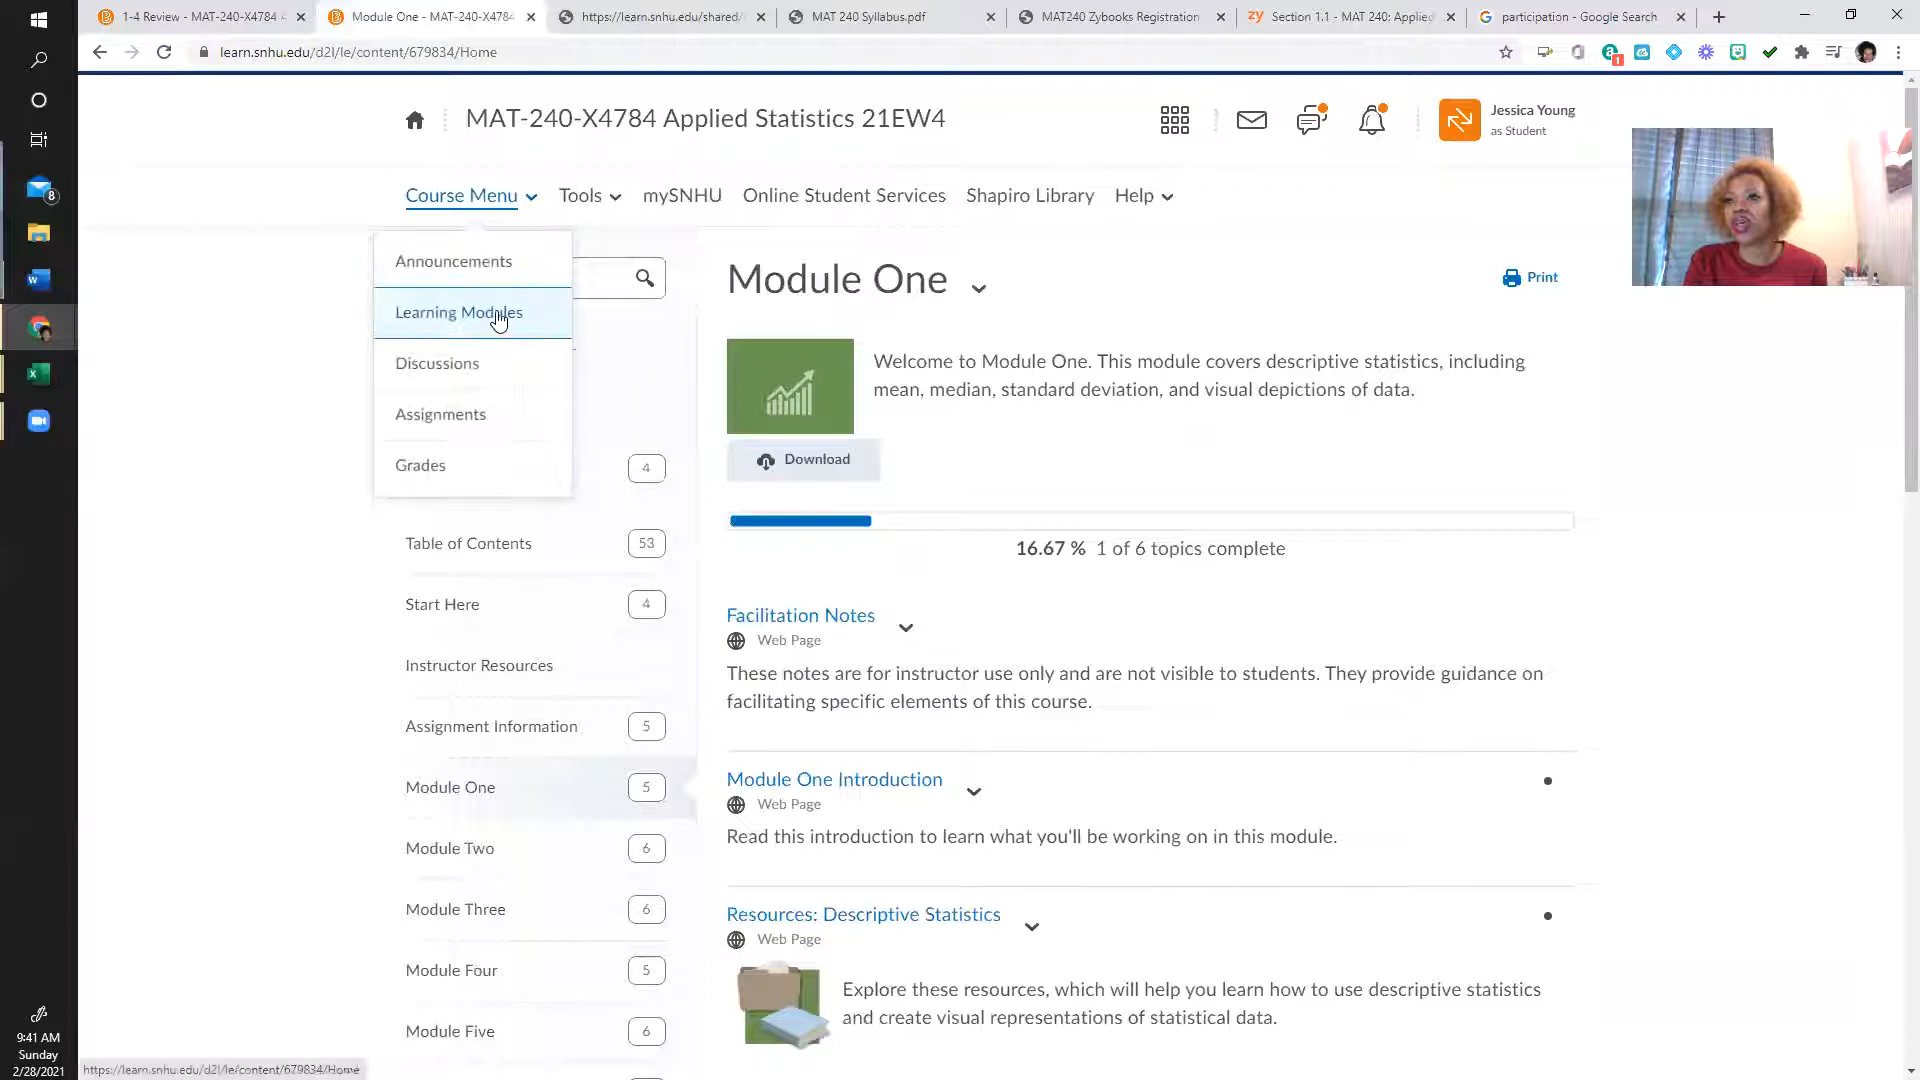 1-4 Review - MAT-240-X4784
Module One - MAT-240-X4784
https://learn.snhu.edu/shared/
MAT 240 Syllabus.pdf
MAT240 Zybooks Registration
zy Section 1.1 - MAT 240: Applied
G participation - Google Search
learn.snhu.edu/d2l/le/content/679834/Home
1
MAT-240-X4784 Applied Statistics 21EW4
Jessica Young
as Student
Course Menu
Tools
mySNHU
Online Student Services
Shapiro Library
Help
Announcements
Learning Modules
Discussions
Assignments
Grades
4
Table of Contents 53
Start Here 4
Instructor Resources
Assignment Information 5
Module One 5
Module Two 6
Module Three 6
Module Four 5
Module Five 6
Module One
Print
Welcome to Module One. This module covers descriptive statistics, including
mean, median, standard deviation, and visual depictions of data.
Download
16.67 % 1 of 6 topics complete
Facilitation Notes
Web Page
These notes are for instructor use only and are not visible to students. They provide guidance on
facilitating specific elements of this course.
Module One Introduction
Web Page
Read this introduction to learn what you'll be working on in this module.
Resources: Descriptive Statistics
Web Page
Explore these resources, which will help you learn how to use descriptive statistics
and create visual representations of statistical data.
8
9:41 AM
Sunday
2/28/2021
https://learn.snhu.edu/d2l/le/content/679834/Home